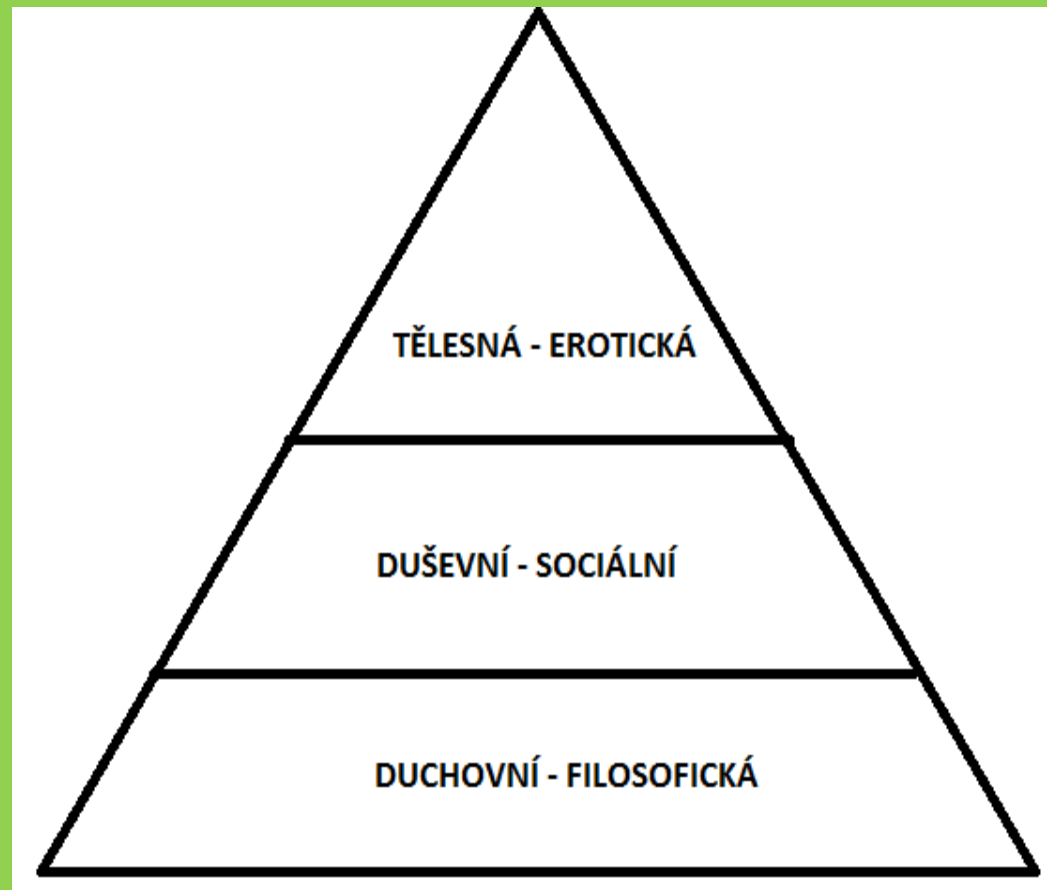 TĚLESNÁ - EROTICKÁ
DUŠEVNÍ - SOCIÁLNÍ
DUCHOVNÍ - FILOSOFICKÁ